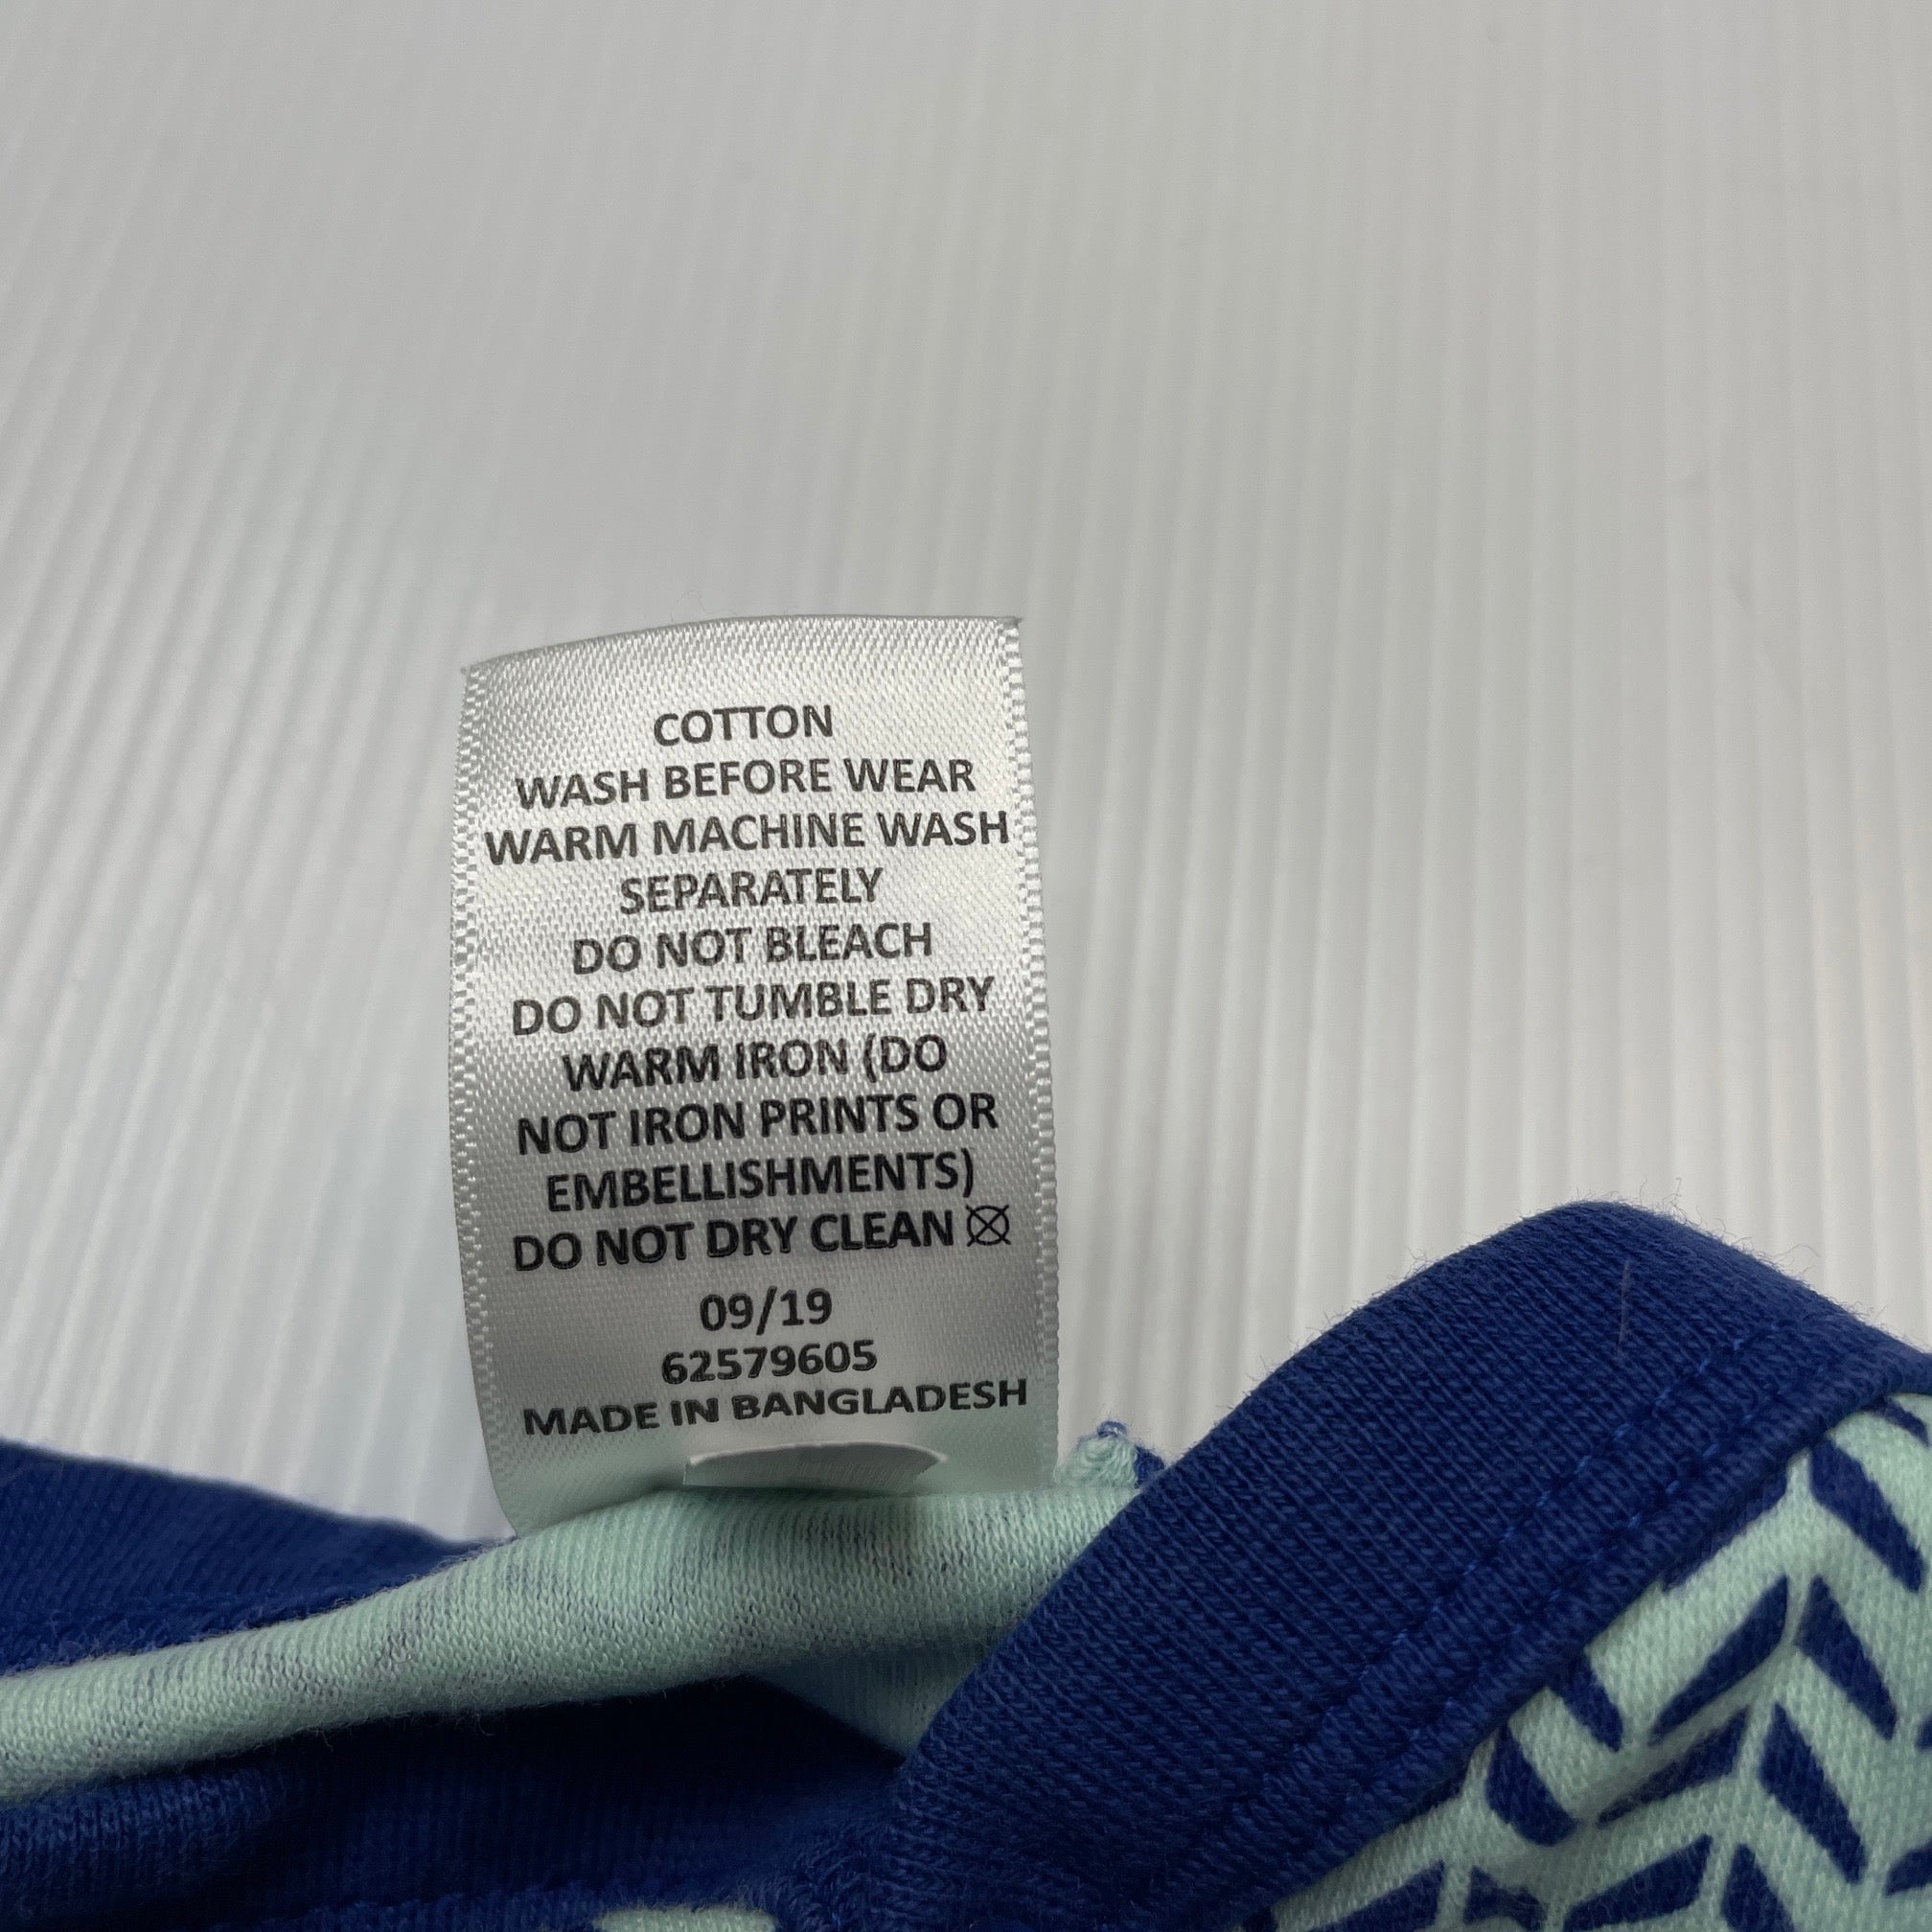 COTTON
WASH BEFORE WEAR
WARM MACHINE WASH
SEPARATELY
DO NOT BLEACH
DO NOT TUMBLE DRY
WARM IRON (DO
NOT IRON PRINTS OR
EMBELLISHMENTS)
DO NOT DRY CLEAN
09/19
62579605
MADE IN BANGLADESH